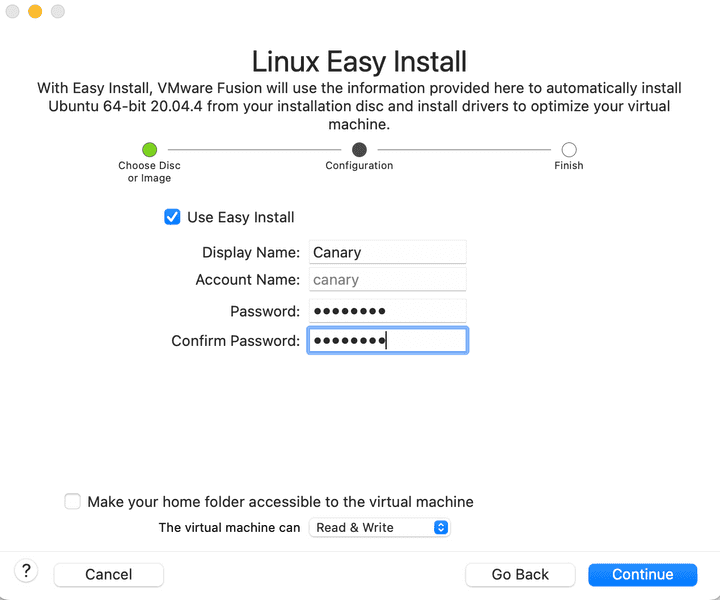 Linux Easy Install
With Easy Install, VMware Fusion will use the information provided here to automatically install
Ubuntu 64-bit 20.04.4 from your installation disc and install drivers to optimize your virtual
machine.
Choose Disc
or Image
Configuration
Finish
Use Easy Install
Display Name: Canary
Account Name: canary
Password: ●●●●●●●●
Confirm Password: ●●●●●●●●
Make your home folder accessible to the virtual machine
The virtual machine can Read & Write
? Cancel Go Back Continue